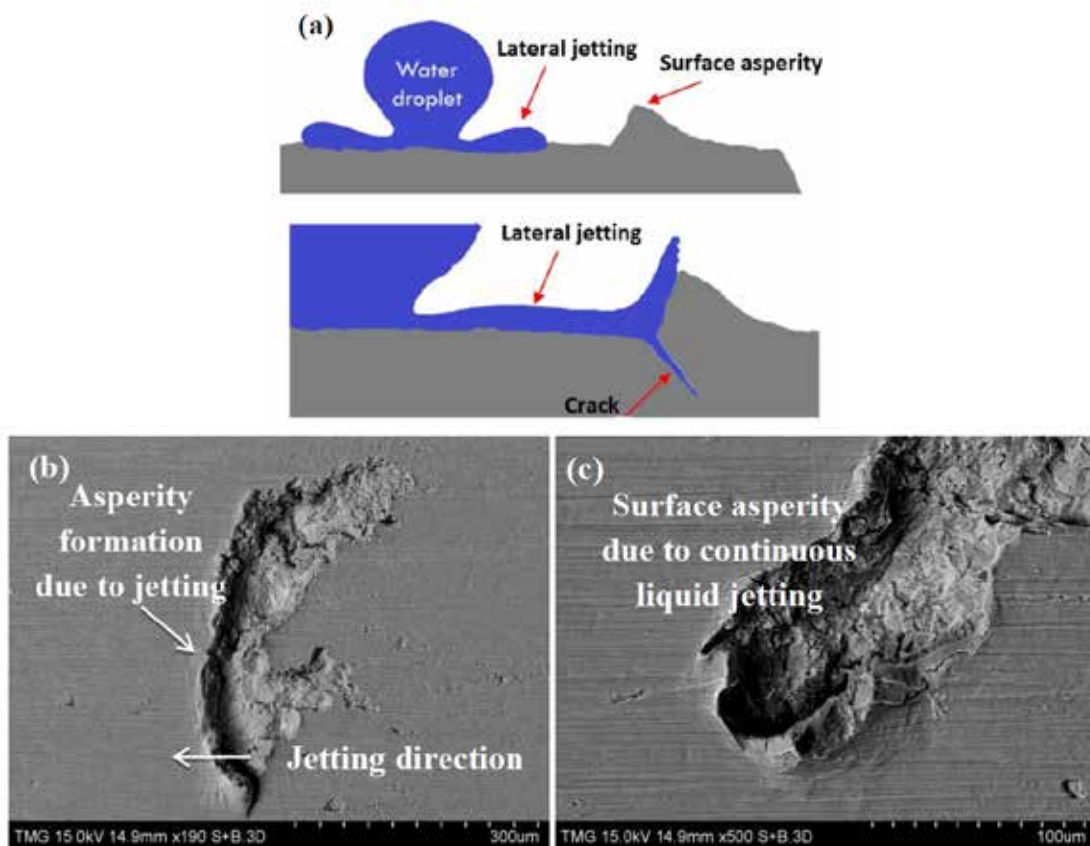 (a)
Lateral jetting
Surface asperity
Water
droplet
Lateral jetting
Crack
(b)
Asperity
formation
due to jetting
Jetting direction
TMG 15.0kV 14.9mm x190 S+B.3D
300um
(c)
Surface asperity
due to continuous
liquid jetting
TMG 15.0kV 14.9mm x500 S+B.3D
100um